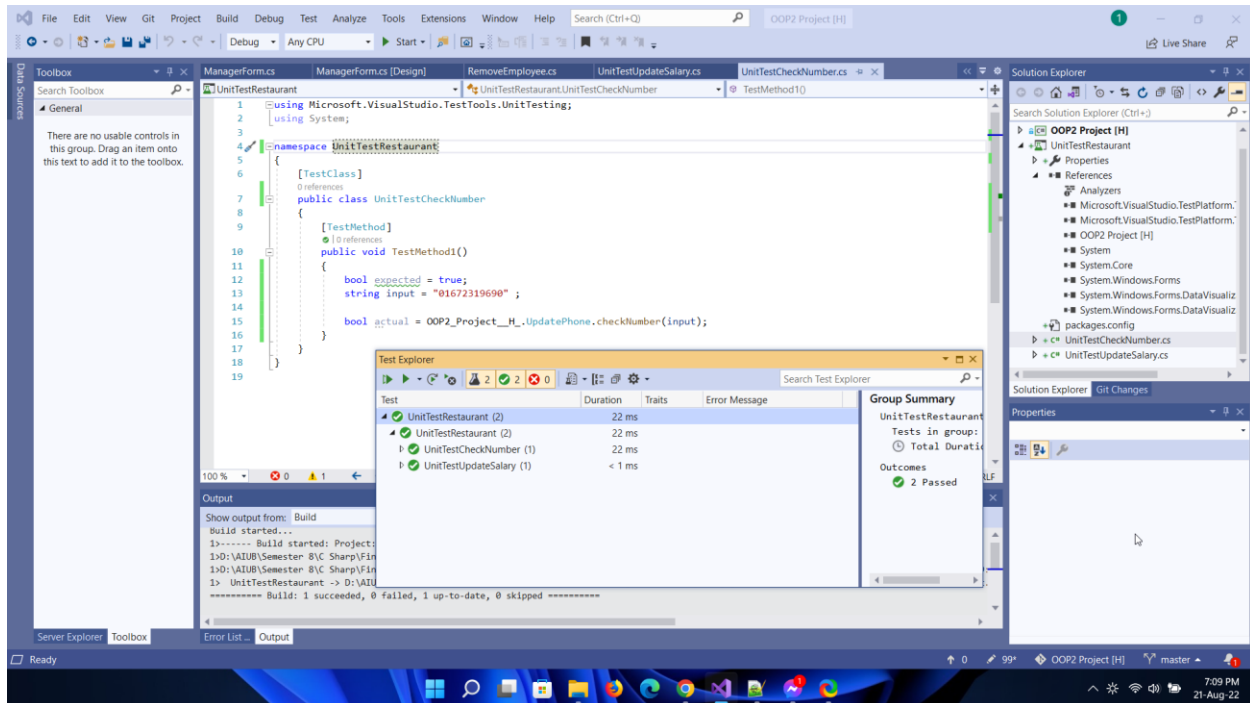 File Edit View Git Project Build Debug Test Analyze Tools Extensions Window Help Search (Ctrl+Q) OOP2 Project [H] 1
Debug Any CPU Start Live Share
Data Sources
Toolbox
Search Toolbox
General
There are no usable controls in
this group. Drag an item onto
this text to add it to the toolbox.
Server Explorer Toolbox
ManagerForm.cs ManagerForm.cs [Design] RemoveEmployee.cs UnitTestUpdateSalary.cs UnitTestCheckNumber.cs
UnitTestRestaurant UnitTestRestaurant.UnitTestCheckNumber TestMethod1()
1 using Microsoft.VisualStudio.TestTools.UnitTesting;
2 using System;
3
4 namespace UnitTestRestaurant
5 {
6 [TestClass]
0 references
7 public class UnitTestCheckNumber
8 {
9 [TestMethod]
| 0 references
10 public void TestMethod1()
11 {
12 bool expected = true;
13 string input = "01672319690" ;
14
15 bool actual = OOP2_Project__H_.UpdatePhone.checkNumber(input);
16 }
17 }
18 }
19
100 % 0 1
Test Explorer
2 2 0 Search Test Explorer
Test Duration Traits Error Message
UnitTestRestaurant (2) 22 ms
UnitTestRestaurant (2) 22 ms
UnitTestCheckNumber (1) 22 ms
UnitTestUpdateSalary (1) < 1 ms
Group Summary
UnitTestRestaurant
Tests in group:
Total Durati
Outcomes
2 Passed
Output
Show output from: Build
Build started...
1>------ Build started: Project:
1>D:\AIUB\Semester 8\C Sharp\Fin
1>D:\AIUB\Semester 8\C Sharp\Fin
1> UnitTestRestaurant -> D:\AIU
========== Build: 1 succeeded, 0 failed, 1 up-to-date, 0 skipped ==========
Error List ... Output
Solution Explorer
Search Solution Explorer (Ctrl+;)
OOP2 Project [H]
UnitTestRestaurant
Properties
References
Analyzers
Microsoft.VisualStudio.TestPlatform.
Microsoft.VisualStudio.TestPlatform.
OOP2 Project [H]
System
System.Core
System.Windows.Forms
System.Windows.Forms.DataVisualiz
System.Windows.Forms.DataVisualiz
packages.config
UnitTestCheckNumber.cs
UnitTestUpdateSalary.cs
Solution Explorer Git Changes
Properties
Ready 0 99* OOP2 Project [H] master 1
7:09 PM
21-Aug-22